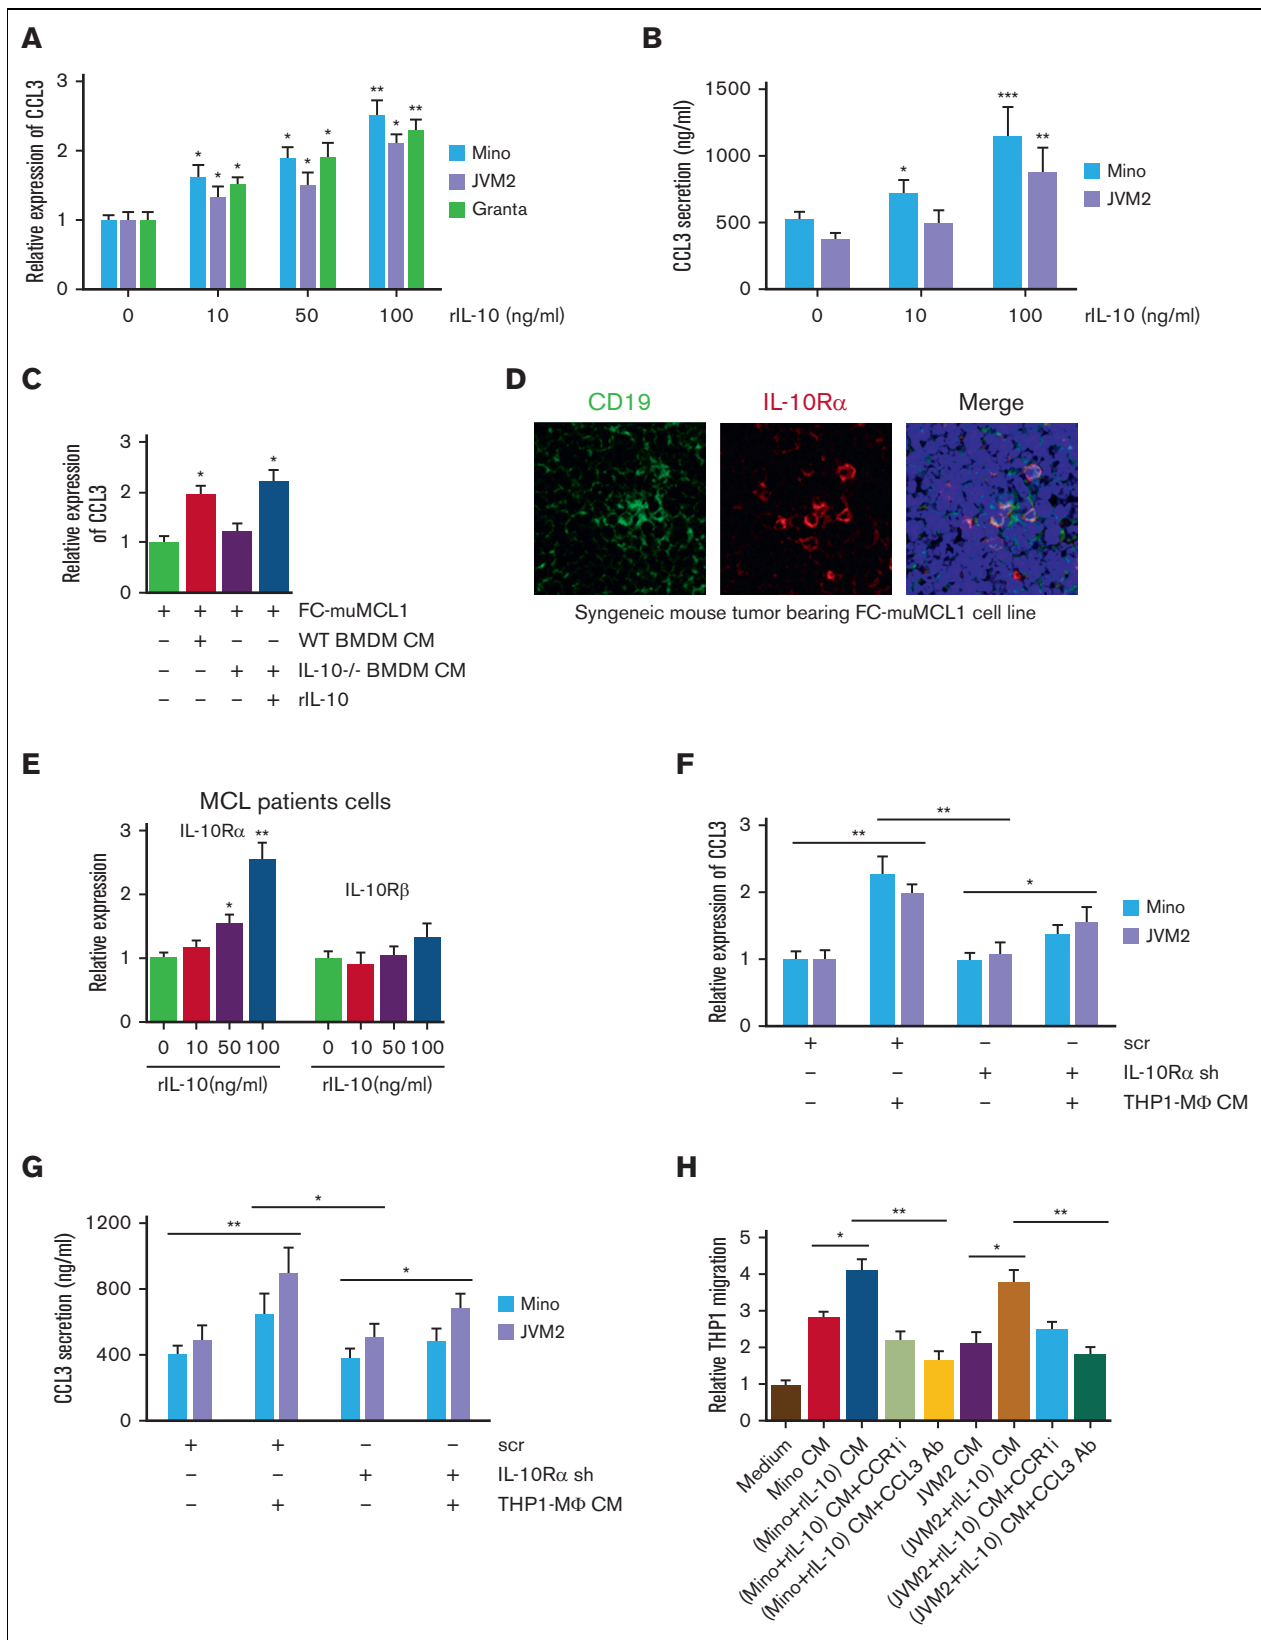 A
Relative expression of CCL3
3
2
1
0
* * *
* * *
** * **
Mino
JVM2
Granta
0 10 50 100 rIL-10 (ng/ml)
B
CCL3 secretion (ng/ml)
1500
1000
500
0
*
*** **
Mino
JVM2
0 10 100 rIL-10 (ng/ml)
C
Relative expression
of CCL3
3
2
1
0
* *
+ + + + FC-muMCL1
– + – – WT BMDM CM
– – + + IL-10-/- BMDM CM
– – – + rIL-10
D
CD19 IL-10Rα Merge
Syngeneic mouse tumor bearing FC-muMCL1 cell line
E
MCL patients cells
Relative expression
3
2
1
0
IL-10Rα
* **
IL-10Rβ
0 10 50 100 0 10 50 100
rIL-10(ng/ml) rIL-10(ng/ml)
F
Relative expression of CCL3
3
2
1
0
**
**
*
Mino
JVM2
+ + – – scr
– – + + IL-10Rα sh
– + – + THP1-MΦ CM
G
CCL3 secretion (ng/ml)
1200
800
400
0
*
**
*
Mino
JVM2
+ + – – scr
– – + + IL-10Rα sh
– + – + THP1-MΦ CM
H
Relative THP1 migration
5
4
3
2
1
0
* ** * **
Medium
Mino CM
(Mino+rIL-10) CM
(Mino+rIL-10) CM+CCR1i
(Mino+rIL-10) CM+CCL3 Ab
JVM2 CM
(JVM2+rIL-10) CM
(JVM2+rIL-10) CM+CCR1i
(JVM2+rIL-10) CM+CCL3 Ab